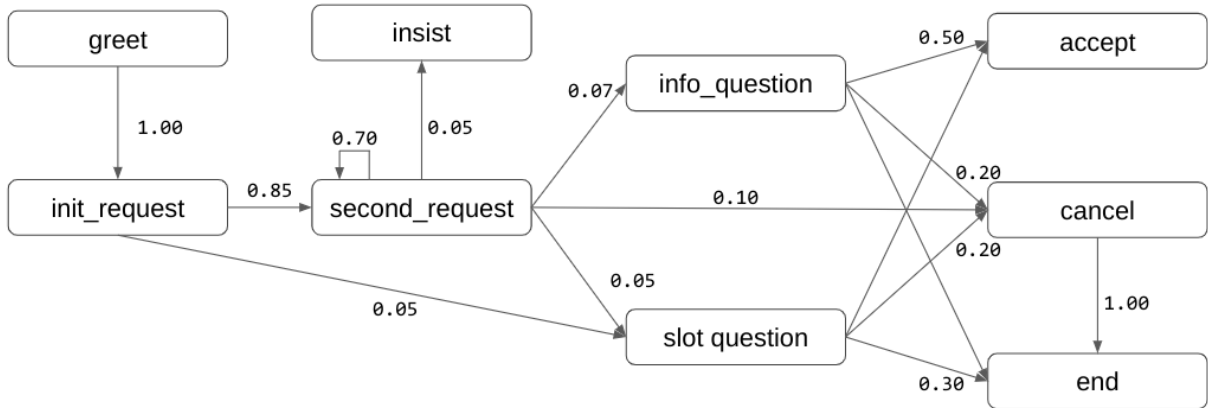 greet
insist
0.50
accept
info_question
0.07
1.00
0.70
0.05
0.20
init_request
0.85
second_request
0.10
cancel
0.20
0.05
0.05
1.00
slot question
0.30
end